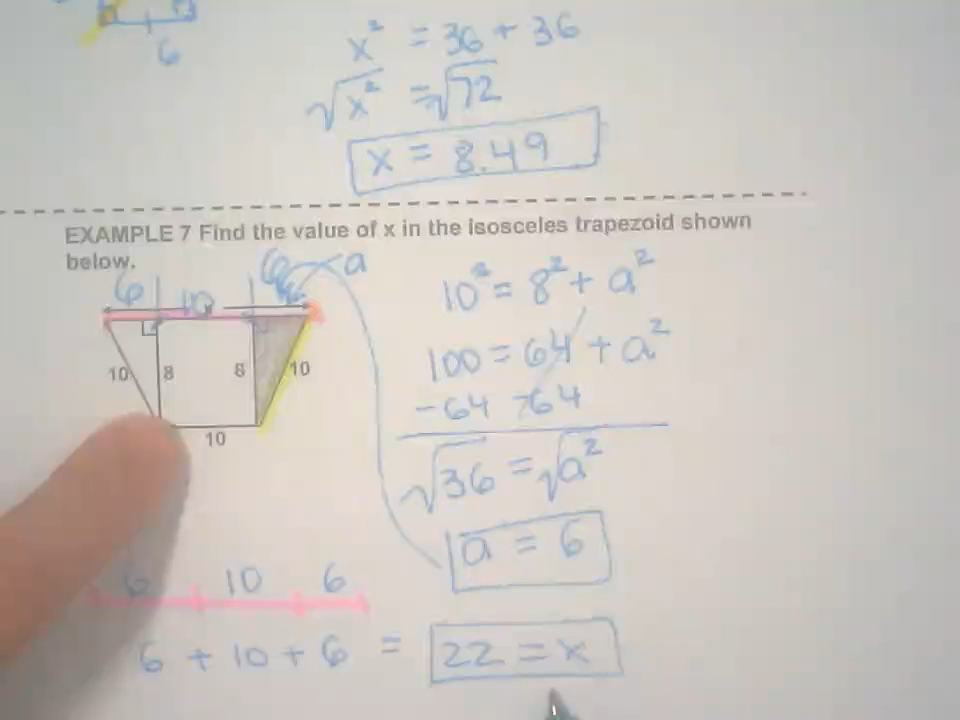 6
x² = 36 + 36
√x² = √72
x = 8.49
EXAMPLE 7 Find the value of x in the isosceles trapezoid shown
below.
6 10 6 a
10 8 8 10
10
10² = 8² + a²
100 = 64 + a²
-64 -64
√36 = √a²
a = 6
6 10 6
6 + 10 + 6 = 22 = x